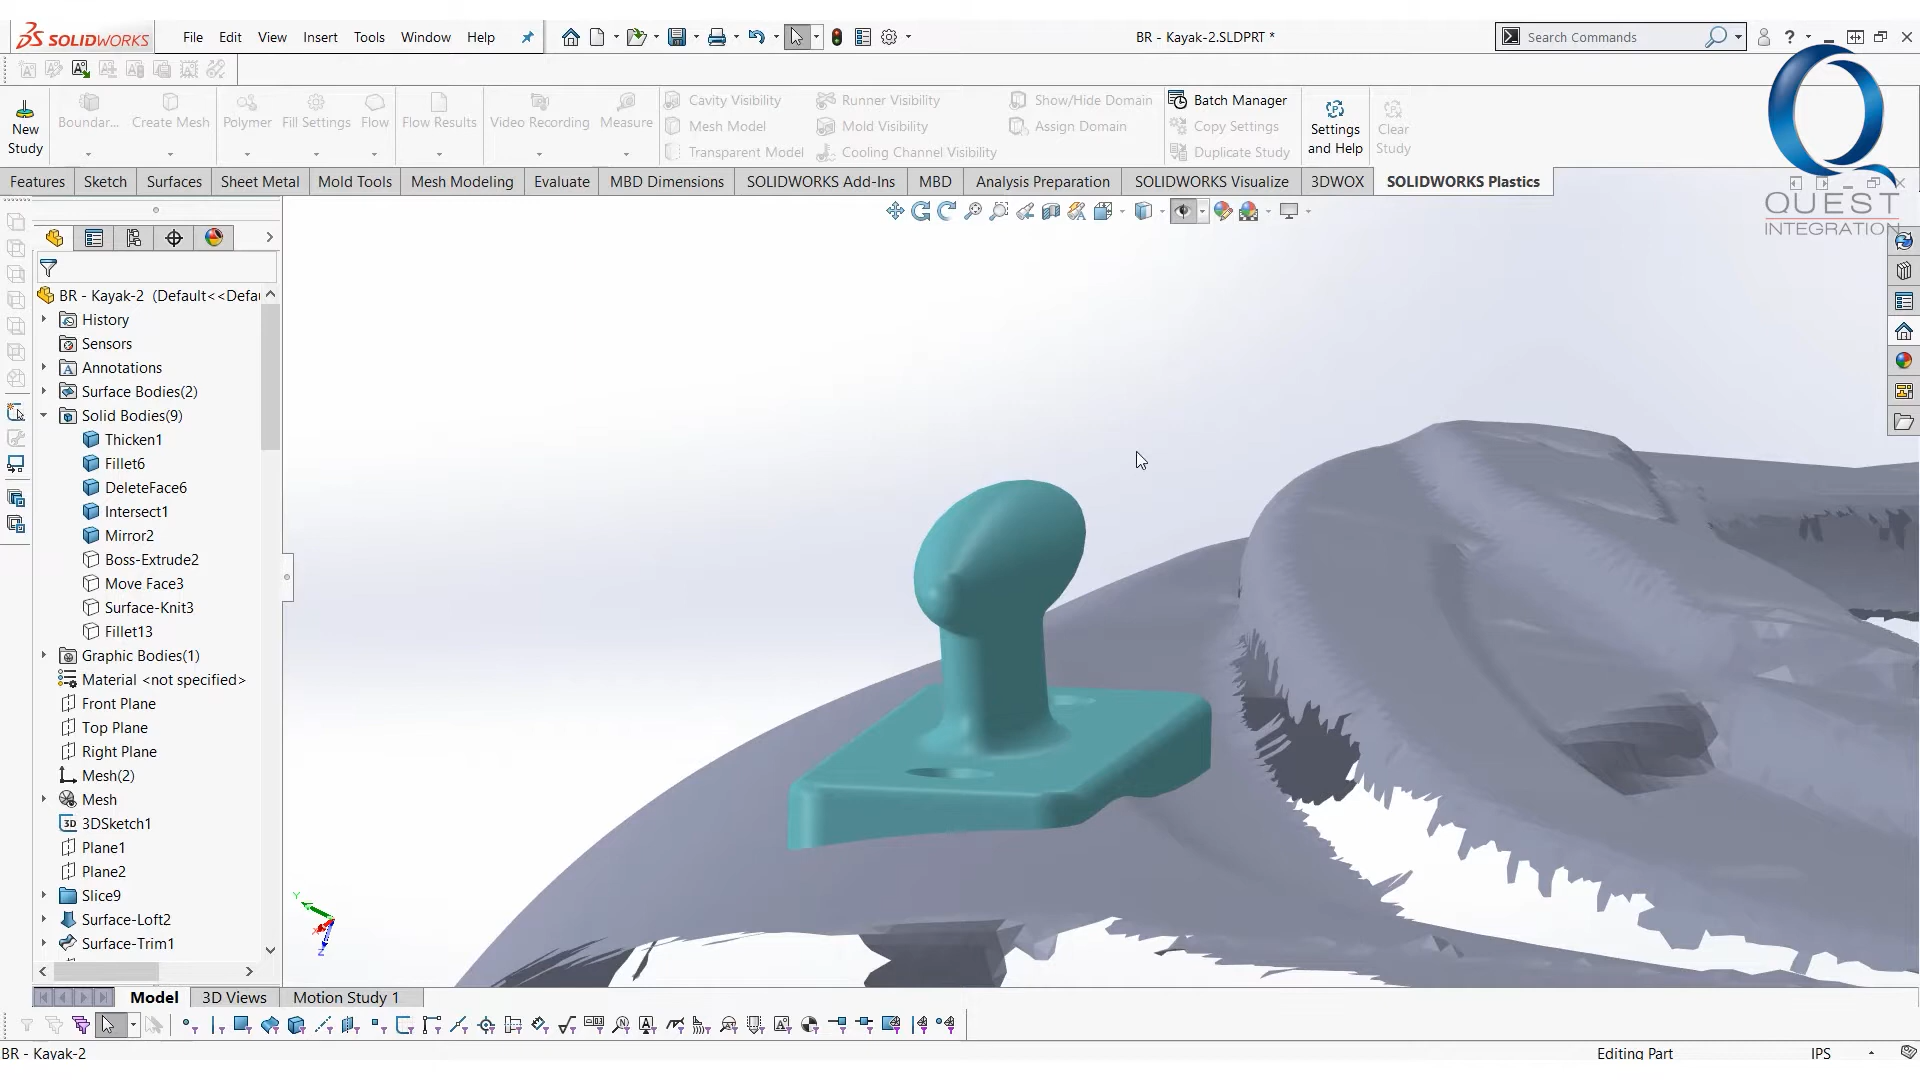 SOLIDWORKS File Edit View Insert Tools Window Help BR - Kayak-2.SLDPRT * Search Commands ?
New Study Boundar... Create Mesh Polymer Fill Settings Flow Flow Results Video Recording Measure
Cavity Visibility Runner Visibility Show/Hide Domain Batch Manager
Mesh Model Mold Visibility Assign Domain Copy Settings
Transparent Model Cooling Channel Visibility Duplicate Study
Settings and Help Clear Study
Features Sketch Surfaces Sheet Metal Mold Tools Mesh Modeling Evaluate MBD Dimensions SOLIDWORKS Add-Ins MBD Analysis Preparation SOLIDWORKS Visualize 3DWOX SOLIDWORKS Plastics
QUEST
INTEGRATION
BR - Kayak-2 (Default<<Defau
History
Sensors
Annotations
Surface Bodies(2)
Solid Bodies(9)
Thicken1
Fillet6
DeleteFace6
Intersect1
Mirror2
Boss-Extrude2
Move Face3
Surface-Knit3
Fillet13
Graphic Bodies(1)
Material <not specified>
Front Plane
Top Plane
Right Plane
Mesh(2)
Mesh
3D 3DSketch1
Plane1
Plane2
Slice9
Surface-Loft2
Surface-Trim1
Y
X
Z
Model 3D Views Motion Study 1
BR - Kayak-2 Editing Part IPS